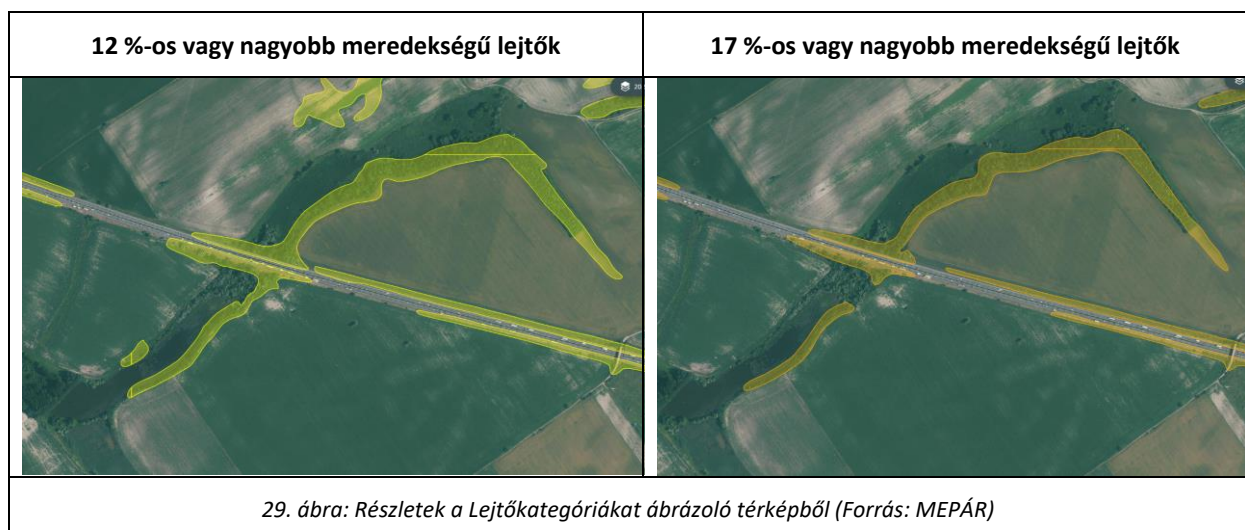 12 %-os vagy nagyobb meredekségű lejtők
17 %-os vagy nagyobb meredekségű lejtők
20
29. ábra: Részletek a Lejtőkategóriákat ábrázoló térképből (Forrás: MEPÁR)